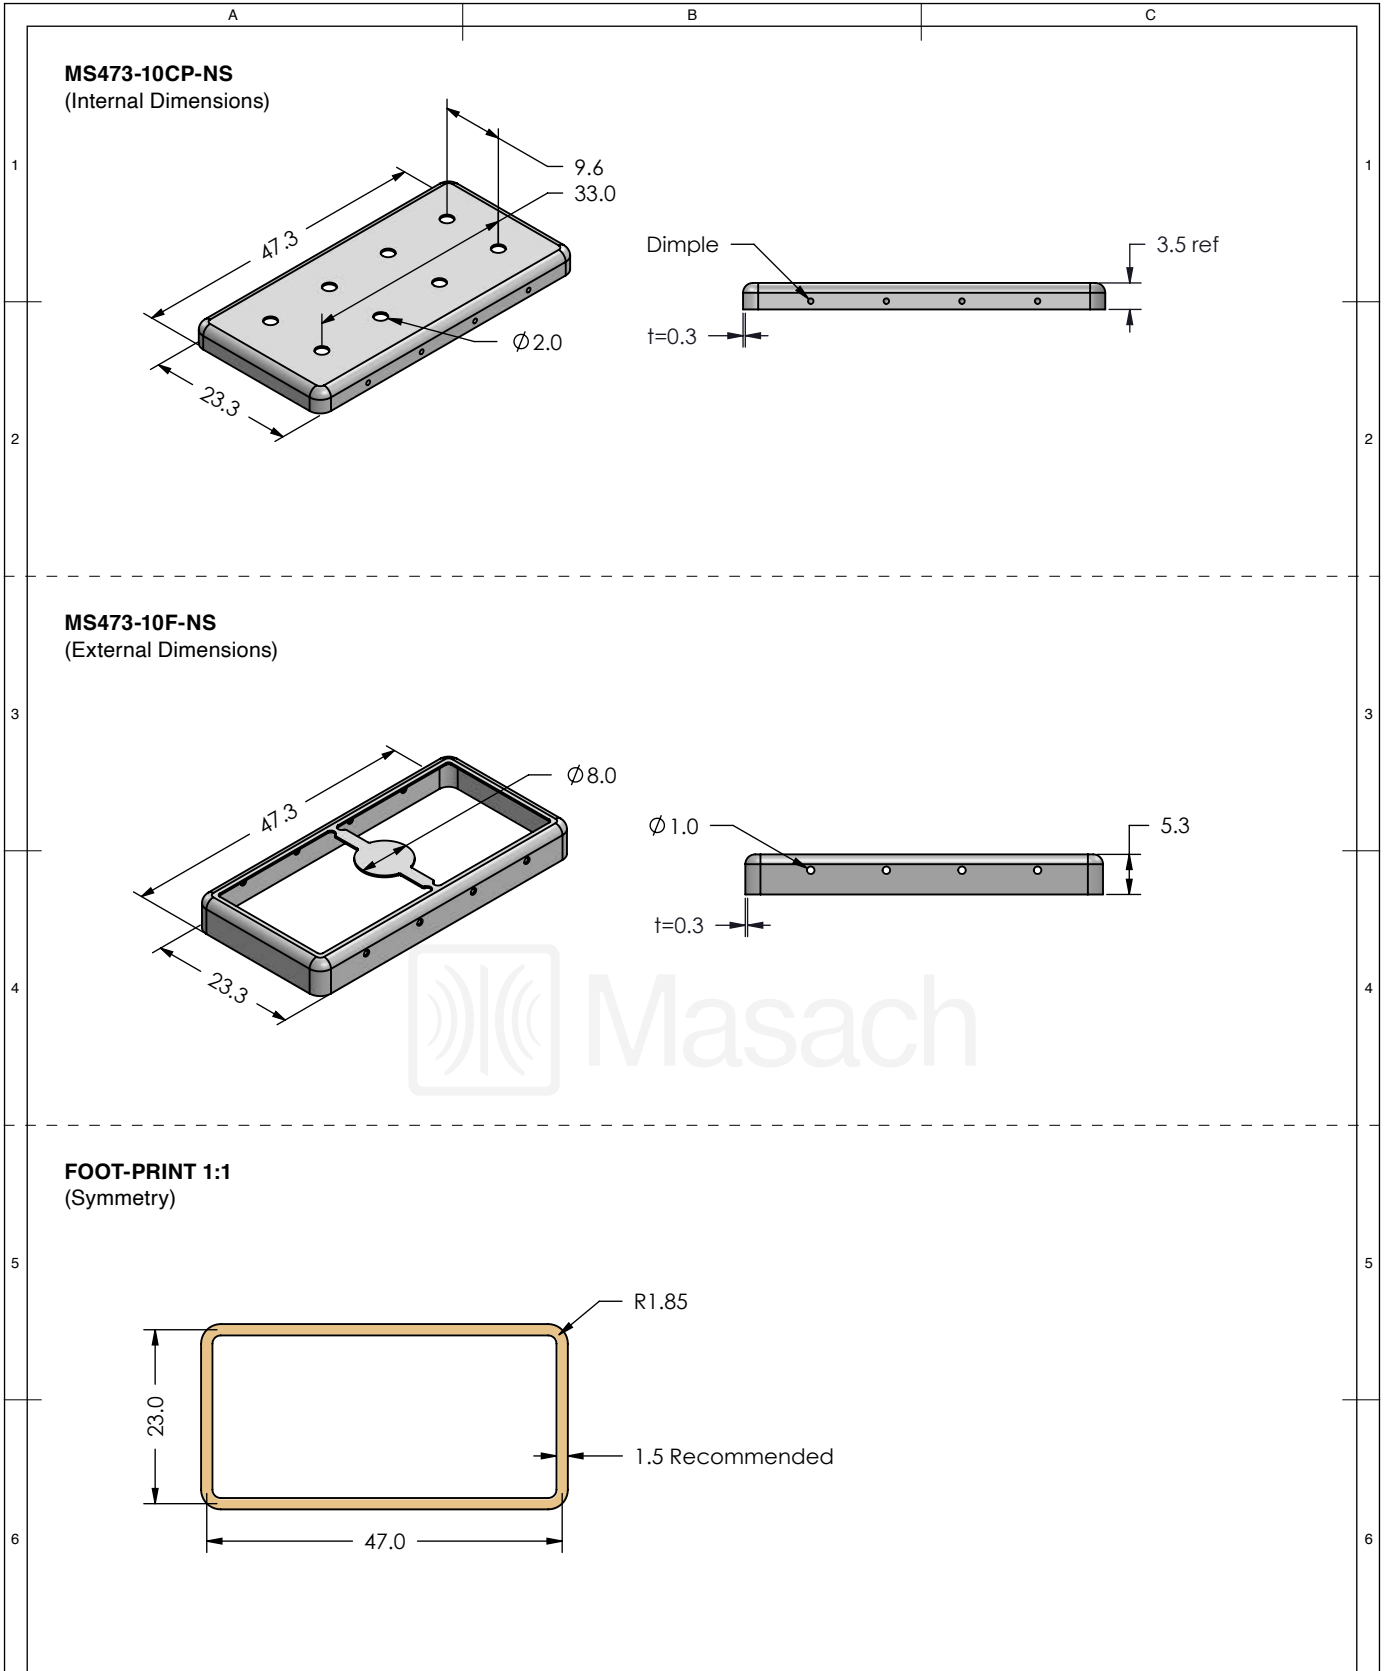 A B C
MS473-10CP-NS
(Internal Dimensions)
1 1
9.6
33.0
47.3
Dimple
3.5 ref
t=0.3
Ø2.0
23.3
2 2
MS473-10F-NS
(External Dimensions)
3 3
Ø8.0
47.3
Ø1.0
5.3
t=0.3
23.3
4 4
Masach
FOOT-PRINT 1:1
(Symmetry)
5 5
R1.85
23.0
1.5 Recommended
47.0
6 6